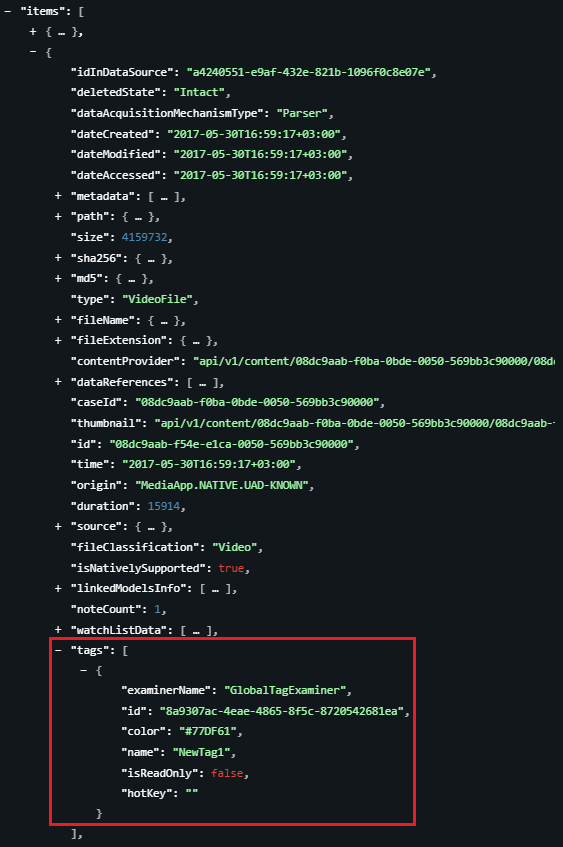 − "items": [
+ { … },
− {
"idInDataSource": "a4240551-e9af-432e-821b-1096f0c8e07e",
"deletedState": "Intact",
"dataAcquisitionMechanismType": "Parser",
"dateCreated": "2017-05-30T16:59:17+03:00",
"dateModified": "2017-05-30T16:59:17+03:00",
"dateAccessed": "2017-05-30T16:59:17+03:00",
+ "metadata": [ … ],
+ "path": { … },
"size": 4159732,
+ "sha256": { … },
+ "md5": { … },
"type": "VideoFile",
+ "fileName": { … },
+ "fileExtension": { … },
"contentProvider": "api/v1/content/08dc9aab-f0ba-0bde-0050-569bb3c90000/08dc
+ "dataReferences": [ … ],
"caseId": "08dc9aab-f0ba-0bde-0050-569bb3c90000",
"thumbnail": "api/v1/content/08dc9aab-f0ba-0bde-0050-569bb3c90000/08dc9aab-
"id": "08dc9aab-f54e-e1ca-0050-569bb3c90000",
"time": "2017-05-30T16:59:17+03:00",
"origin": "MediaApp.NATIVE.UAD-KNOWN",
"duration": 15914,
+ "source": { … },
"fileClassification": "Video",
"isNativelySupported": true,
+ "linkedModelsInfo": [ … ],
"noteCount": 1,
+ "watchListData": [ … ],
− "tags": [
− {
"examinerName": "GlobalTagExaminer",
"id": "8a9307ac-4eae-4865-8f5c-8720542681ea",
"color": "#77DF61",
"name": "NewTag1",
"isReadOnly": false,
"hotKey": ""
}
],